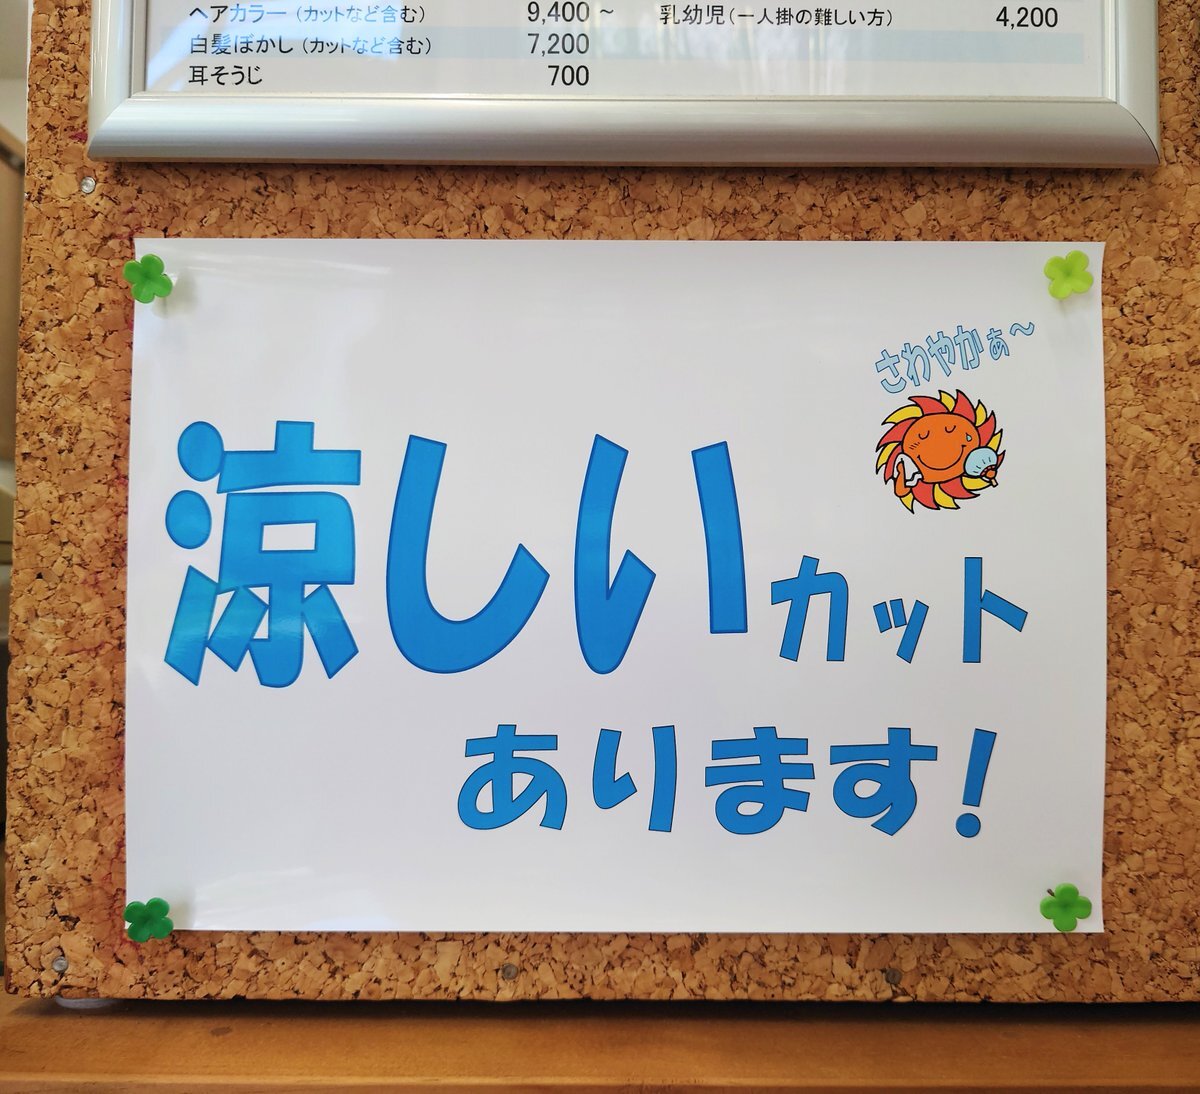 ヘアカラー(カットなど含む) 9,400~ 乳幼児(一人掛の難しい方) 4,200
白髪ぼかし(カットなど含む) 7,200
耳そうじ 700
さわやかぁ~
涼しいカット
あります!